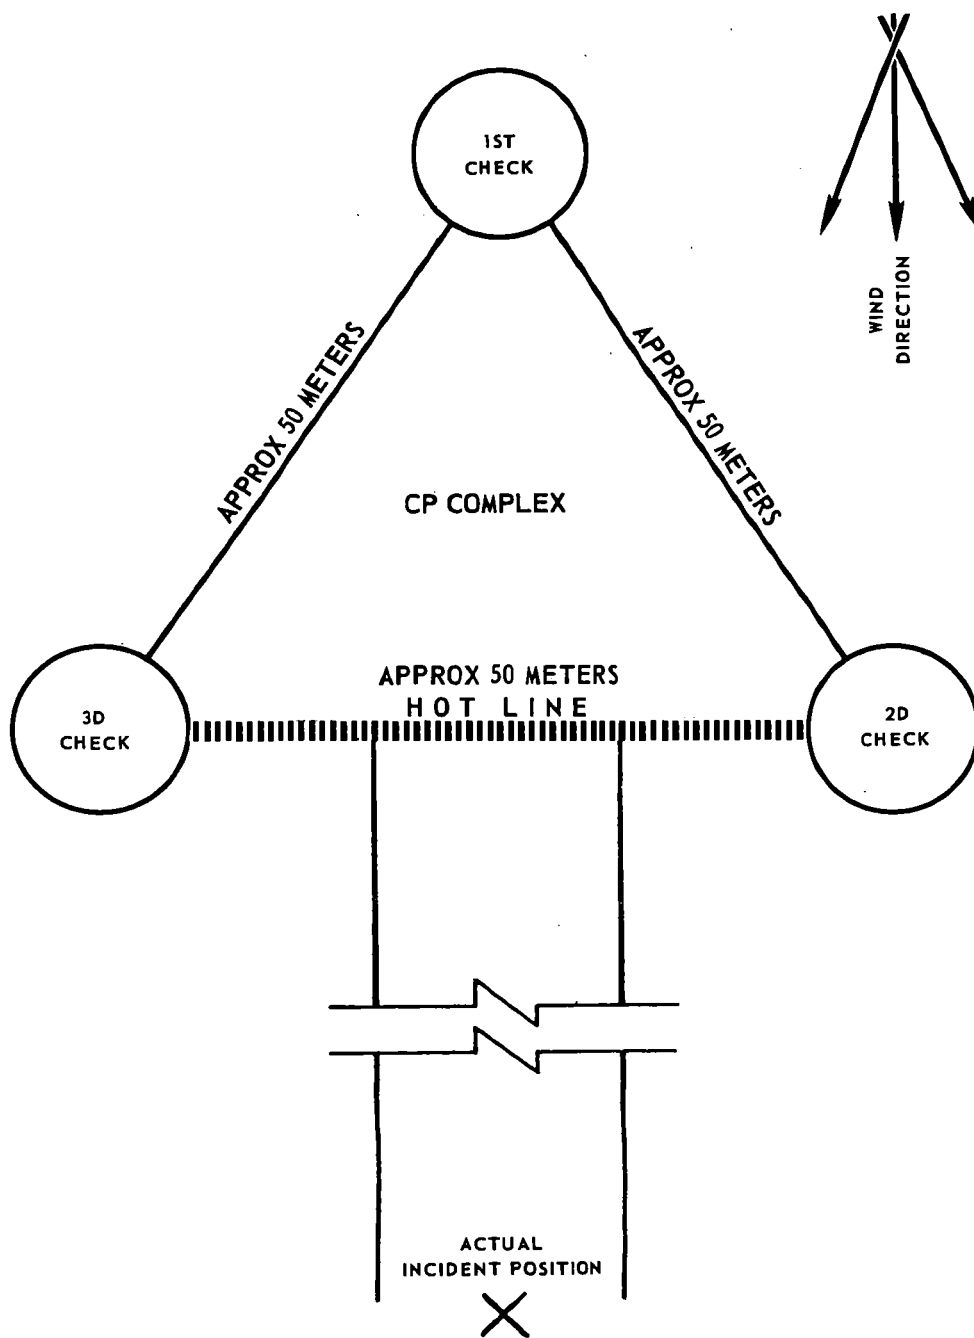 1ST
CHECK
WIND
DIRECTION
APPROX 50 METERS
APPROX 50 METERS
CP COMPLEX
APPROX 50 METERS
HOT LINE
3D
CHECK
2D
CHECK
ACTUAL
INCIDENT POSITION